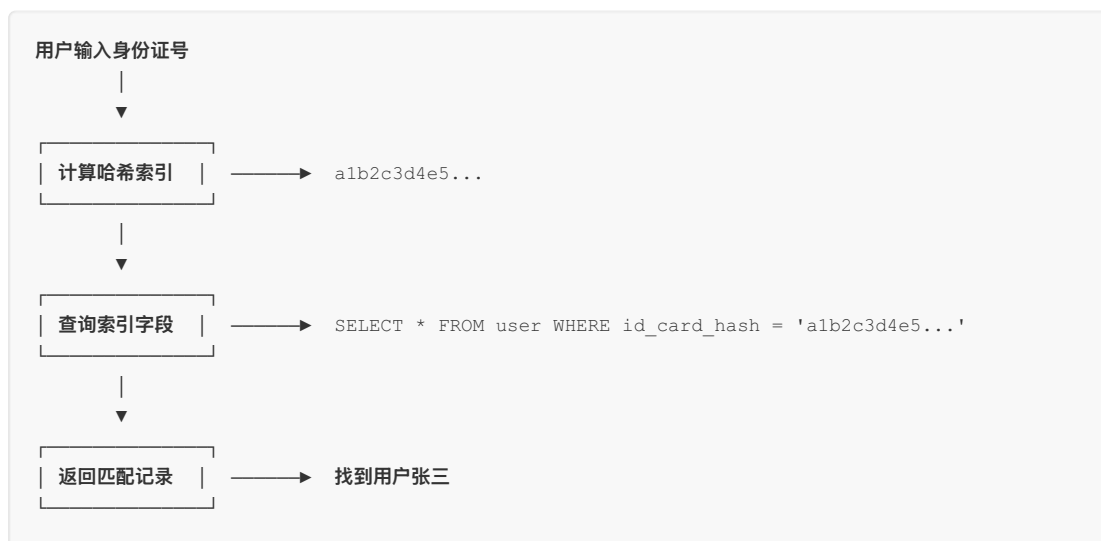 用户输入身份证号
计算哈希索引 a1b2c3d4e5...
查询索引字段 SELECT * FROM user WHERE id_card_hash = 'a1b2c3d4e5...'
返回匹配记录 找到用户张三